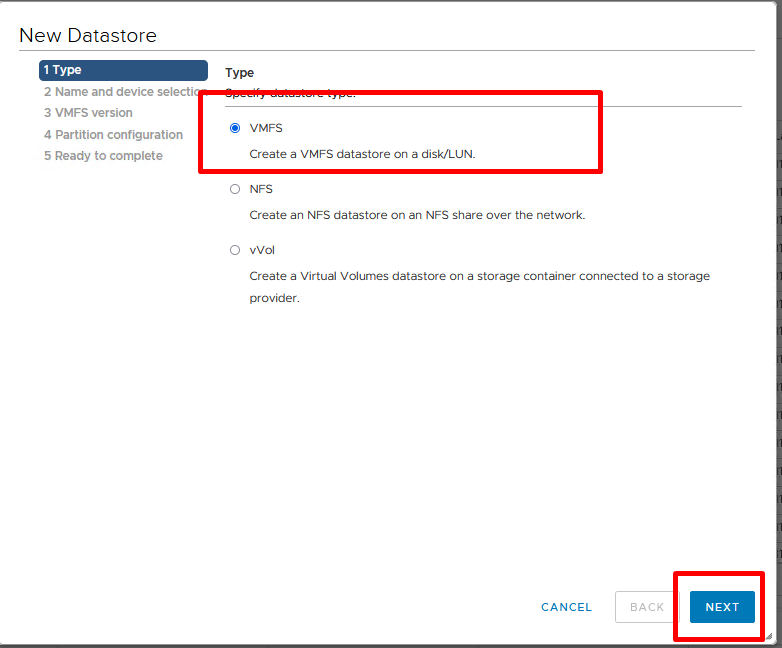 New Datastore
1 Type
2 Name and device selection
3 VMFS version
4 Partition configuration
5 Ready to complete
Type
Specify datastore type.
VMFS
Create a VMFS datastore on a disk/LUN.
NFS
Create an NFS datastore on an NFS share over the network.
vVol
Create a Virtual Volumes datastore on a storage container connected to a storage
provider.
CANCEL
BACK
NEXT